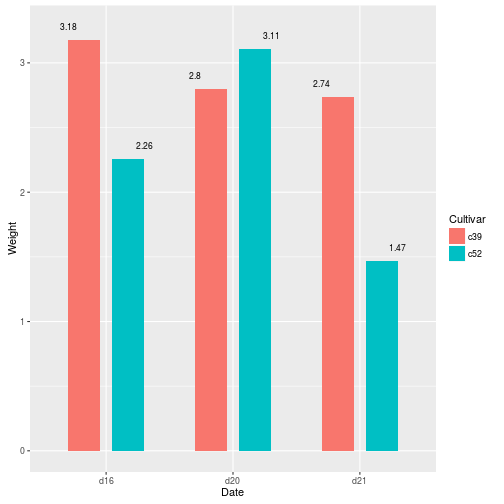 3.18
2.26
2.8
3.11
2.74
1.47
3
2
1
0
Weight
d16 d20 d21
Date
Cultivar
c39
c52